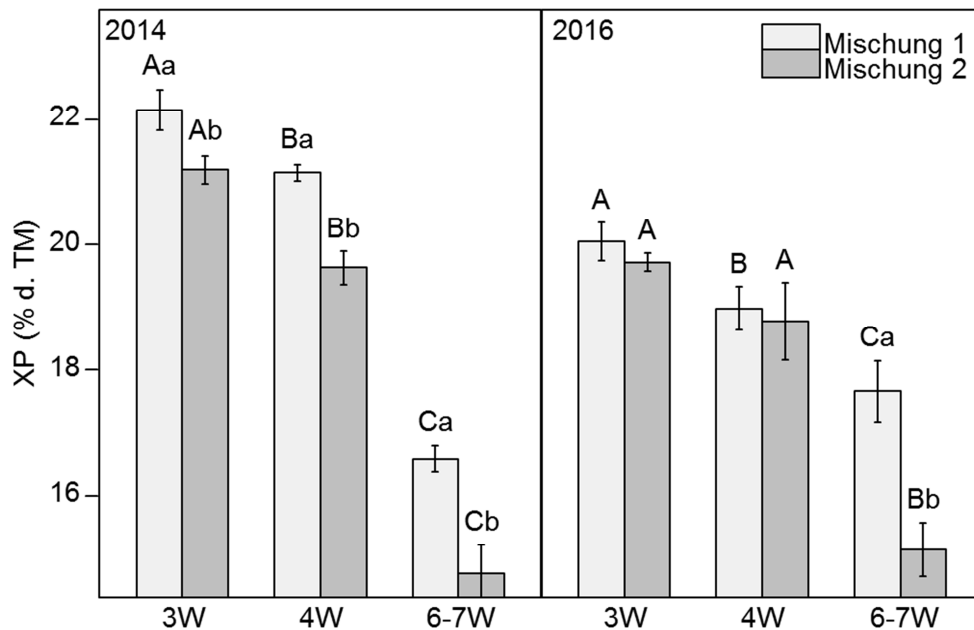 2014
2016
Mischung 1
Mischung 2
Aa
Ab
Ba
Bb
Ca
Cb
A
A
B
A
Ca
Bb
XP (% d. TM)
22
20
18
16
3W 4W 6-7W 3W 4W 6-7W